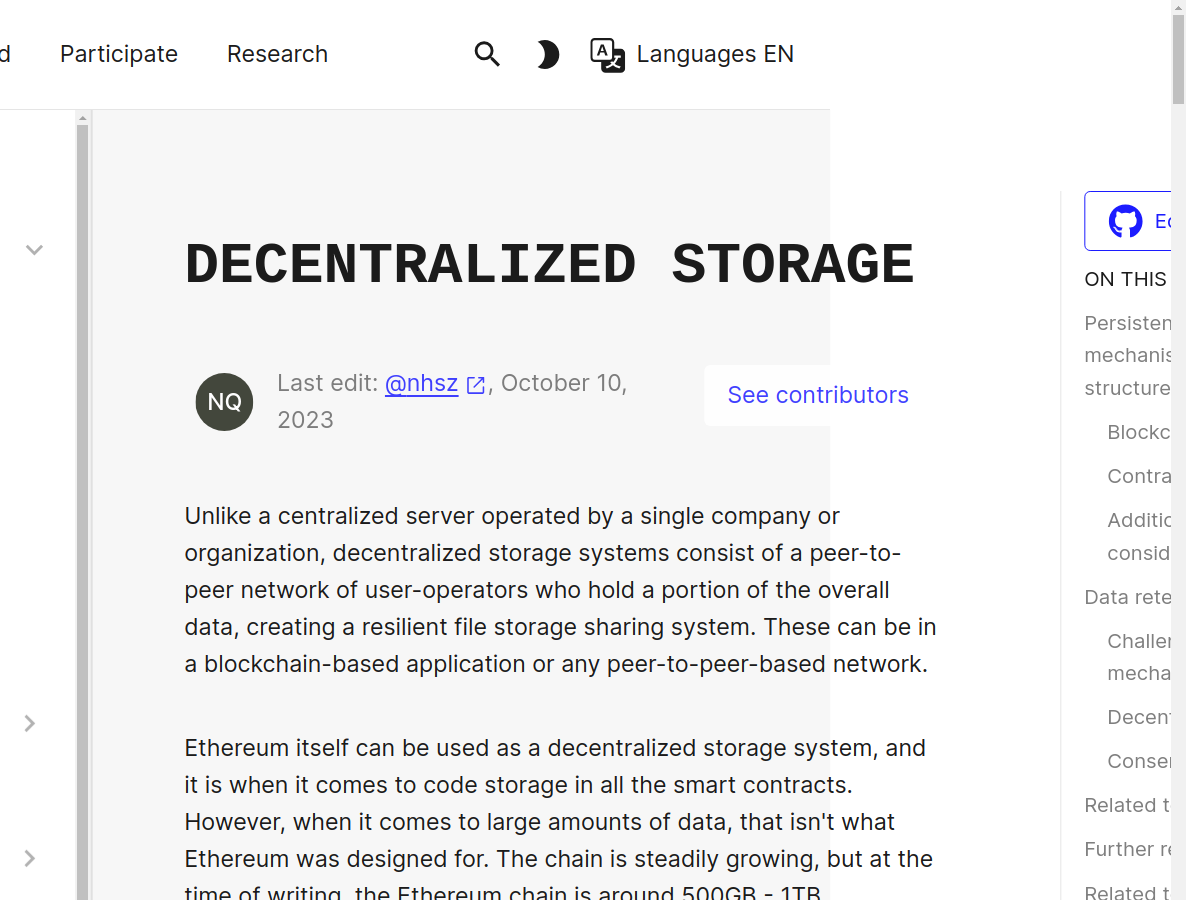 d Participate Research Languages EN
DECENTRALIZED STORAGE
NQ
Last edit: @nhsz, October 10,
2023
See contributors
Unlike a centralized server operated by a single company or
organization, decentralized storage systems consist of a peer-to-
peer network of user-operators who hold a portion of the overall
data, creating a resilient file storage sharing system. These can be in
a blockchain-based application or any peer-to-peer-based network.
Ethereum itself can be used as a decentralized storage system, and
it is when it comes to code storage in all the smart contracts.
However, when it comes to large amounts of data, that isn't what
Ethereum was designed for. The chain is steadily growing, but at the
time of writing, the Ethereum chain is around 500GB - 1TB
Ed
ON THIS
Persisten
mechanis
structure
Blockc
Contra
Additio
consid
Data rete
Challen
mecha
Decent
Conse
Related t
Further re
Related t